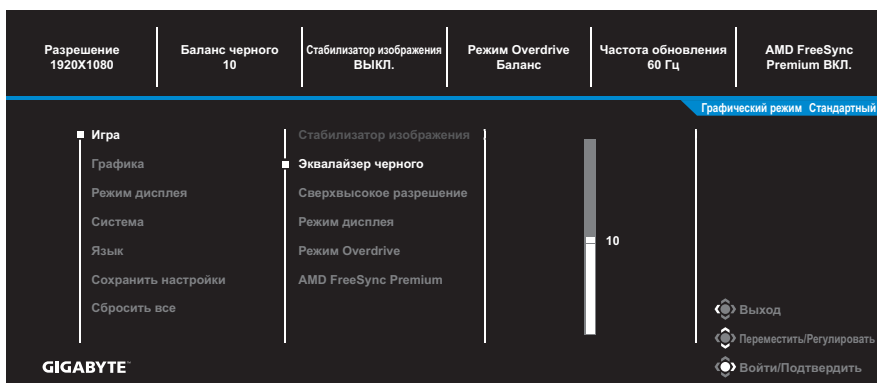 Разрешение
1920X1080
Баланс черного
10
Стабилизатор изображения
ВЫКЛ.
Режим Overdrive
Баланс
Частота обновления
60 Гц
AMD FreeSync
Premium ВКЛ.
Графический режим Стандартный
Игра
Графика
Режим дисплея
Система
Язык
Сохранить настройки
Сбросить все
Стабилизатор изображения
Эквалайзер черного
Сверхвысокое разрешение
Режим дисплея
Режим Overdrive
AMD FreeSync Premium
10
Выход
Переместить/Регулировать
Войти/Подтвердить
GIGABYTE™